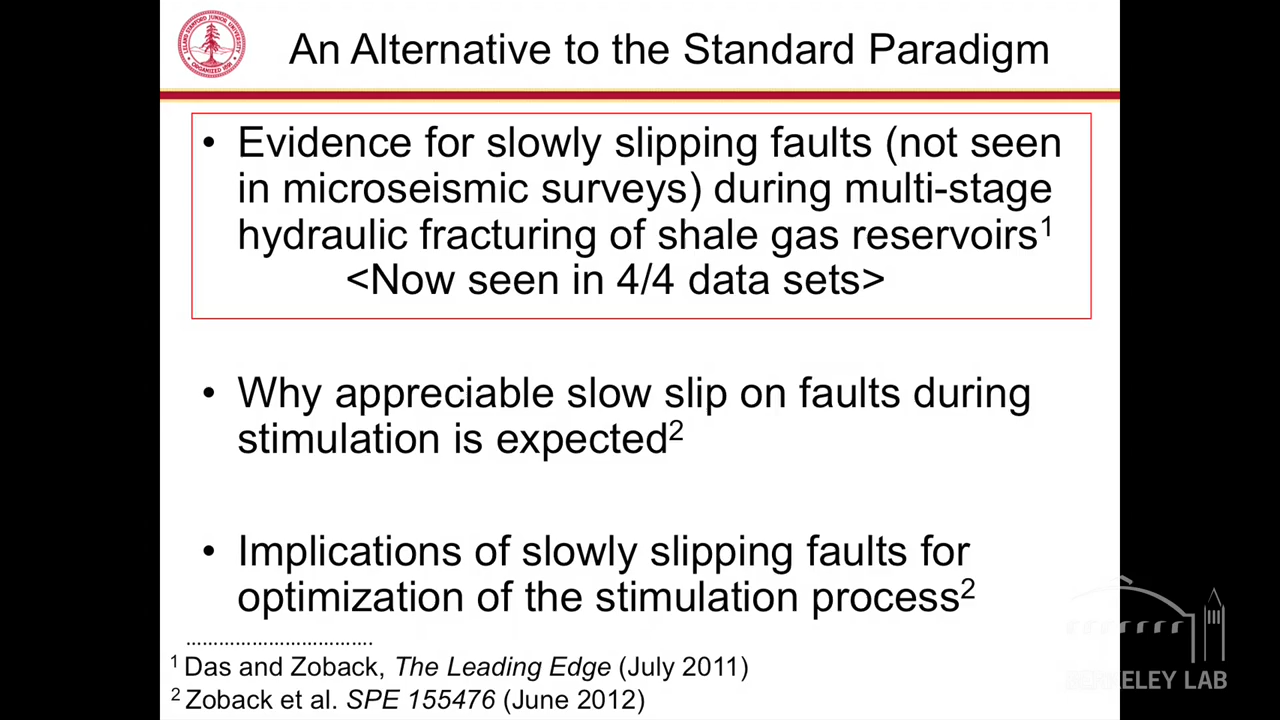 An Alternative to the Standard Paradigm
• Evidence for slowly slipping faults (not seen
in microseismic surveys) during multi-stage
hydraulic fracturing of shale gas reservoirs¹
<Now seen in 4/4 data sets>
• Why appreciable slow slip on faults during
stimulation is expected²
• Implications of slowly slipping faults for
optimization of the stimulation process²
.................................
¹ Das and Zoback, The Leading Edge (July 2011)
² Zoback et al. SPE 155476 (June 2012)
BERKELEY LAB